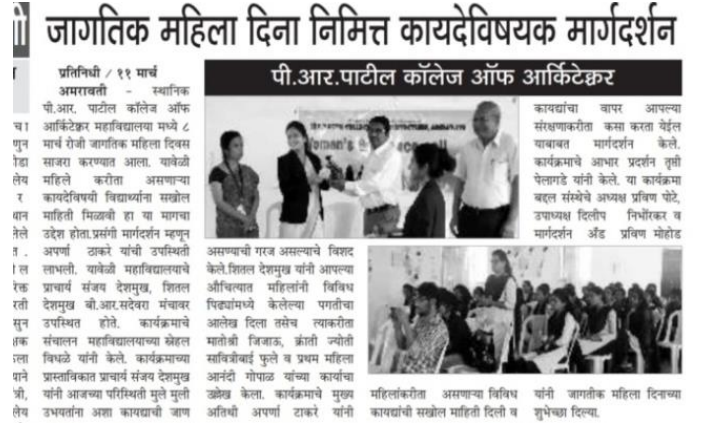 जागतिक महिला दिना निमित्त कायदेविषयक मार्गदर्शन
पी.आर.पाटील कॉलेज ऑफ आर्किटेक्चर
प्रतिनिधी / ११ मार्च
अमरावती - स्थानिक
पी.आर. पाटील कॉलेज ऑफ
आर्किटेक्चर महाविद्यालया मध्ये ८
मार्च रोजी जागतिक महिला दिवस
साजरा करण्यात आला. यावेळी
महिले करीता असणाऱ्या
कायदेविषयी विद्यार्थ्यांना सखोल
माहिती मिळावी हा या मागचा
उद्देश होता.प्रसंगी मार्गदर्शन म्हणून
अपर्णा ठाकरे यांची उपस्थिती
लाभली. यावेळी महाविद्यालयाचे
प्राचार्य संजय देशमुख, शितल
देशमुख बी.आर.सदेवरा मंचावर
उपस्थित होते. कार्यक्रमाचे
संचालन महाविद्यालयाच्या स्नेहल
विधळे यांनी केले. कार्यक्रमाच्या
प्रास्ताविकात प्राचार्य संजय देशमुख
यांनी आजच्या परिस्थिती मुले मुली
उभयतांना अशा कायद्याची जाण
असण्याची गरज असल्याचे विशद
केले.शितल देशमुख यांनी आपल्या
औचित्यात महिलांनी विविध
पिढ्यांमध्ये केलेल्या पगतीचा
आलेख दिला तसेच त्याकरीता
मातोश्री जिजाऊ, क्रांती ज्योती
सावित्रीबाई फुले व प्रथम महिला
आनंदी गोपाळ यांच्या कार्याचा
उल्लेख केला. कार्यक्रमाचे मुख्य
अतिथी अपर्णा टाकरे यांनी
महिलांकरीता असणाऱ्या विविध
कायद्यांची सखोल माहिती दिली व
कायद्यांचा वापर आपल्या
संरक्षणाकरीता कसा करता येईल
याबाबत मार्गदर्शन केले.
कार्यक्रमाचे आभार प्रदर्शन तृप्ती
पेलागडे यांनी केले. या कार्यक्रमा
बद्दल संस्थेचे अध्यक्ष प्रविण पोटे,
उपाध्यक्ष दिलीप निभोंरकर व
मार्गदर्शन अँड प्रविण मोहोड
यांनी जागतीक महिला दिनाच्या
शुभेच्छा दिल्या.